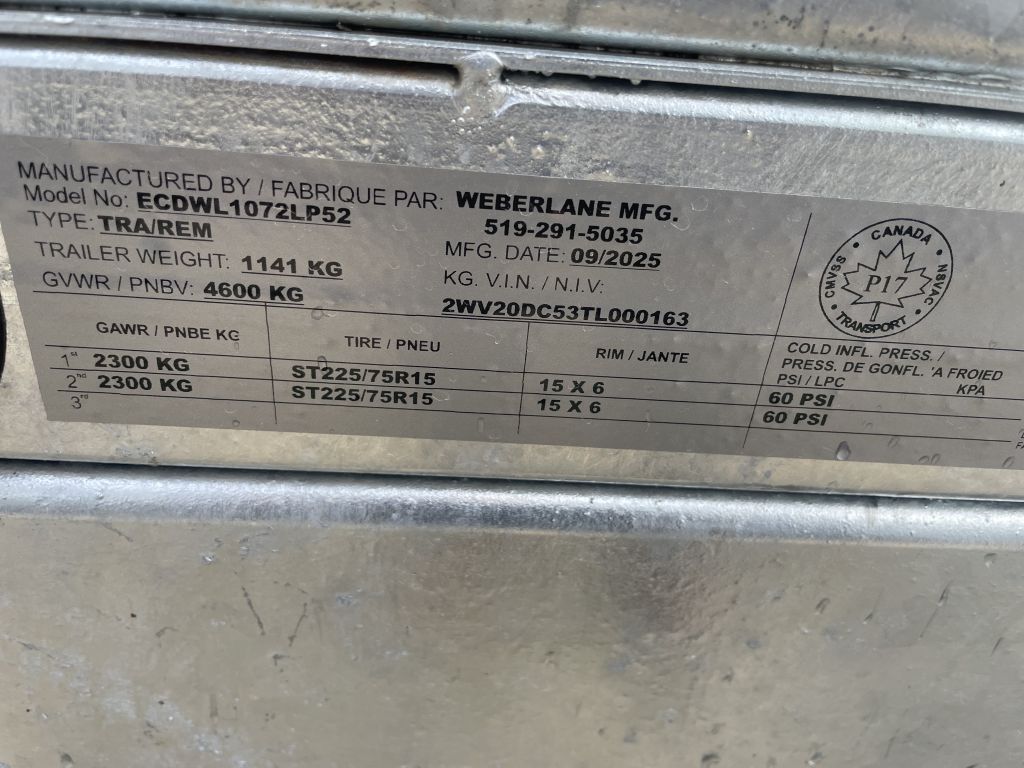 MANUFACTURED BY / FABRIQUE PAR: WEBERLANE MFG.
Model No: ECDWL1072LP52
519-291-5035
TYPE: TRA/REM
MFG. DATE: 09/2025
TRAILER WEIGHT: 1141 KG
KG. V.I.N. / N.I.V:
GVWR / PNBV: 4600 KG
2WV20DC53TL000163
CANADA
CMVSS
NSVAC
P17
TRANSPORT
GAWR / PNBE KG
TIRE / PNEU
RIM / JANTE
COLD INFL. PRESS. /
PRESS. DE GONFL. 'A FROIED
PSI / LPC KPA
1st 2300 KG ST225/75R15 15 X 6 60 PSI
2nd 2300 KG ST225/75R15 15 X 6 60 PSI
3rd